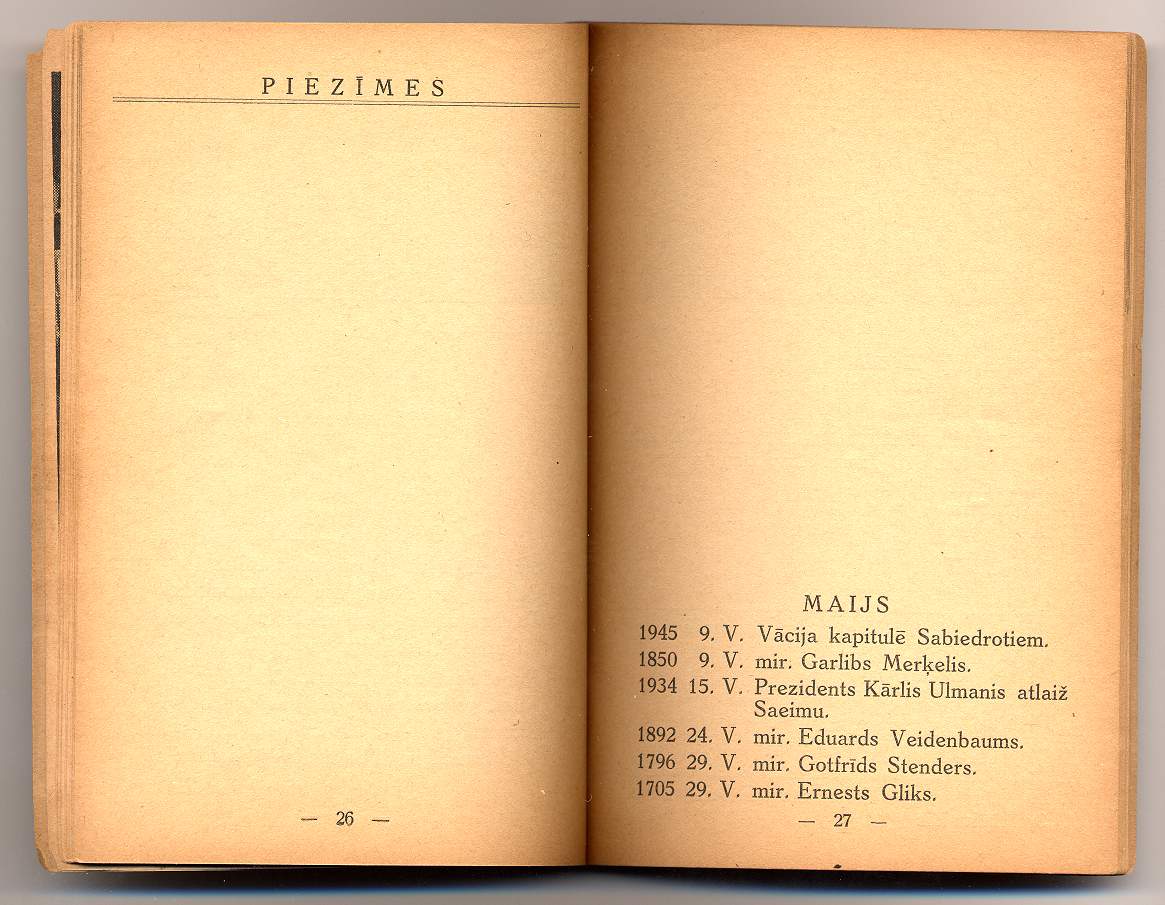 PIEZĪMES
— 26 —
MAIJS
1945 9. V. Vācija kapitulē Sabiedrotiem.
1850 9. V. mir. Garlibs Merķelis.
1934 15. V. Prezidents Kārlis Ulmanis atlaiž
Saeimu.
1892 24. V. mir. Eduards Veidenbaums.
1796 29. V. mir. Gotfrīds Stenders.
1705 29. V. mir. Ernests Gliks.
— 27 —